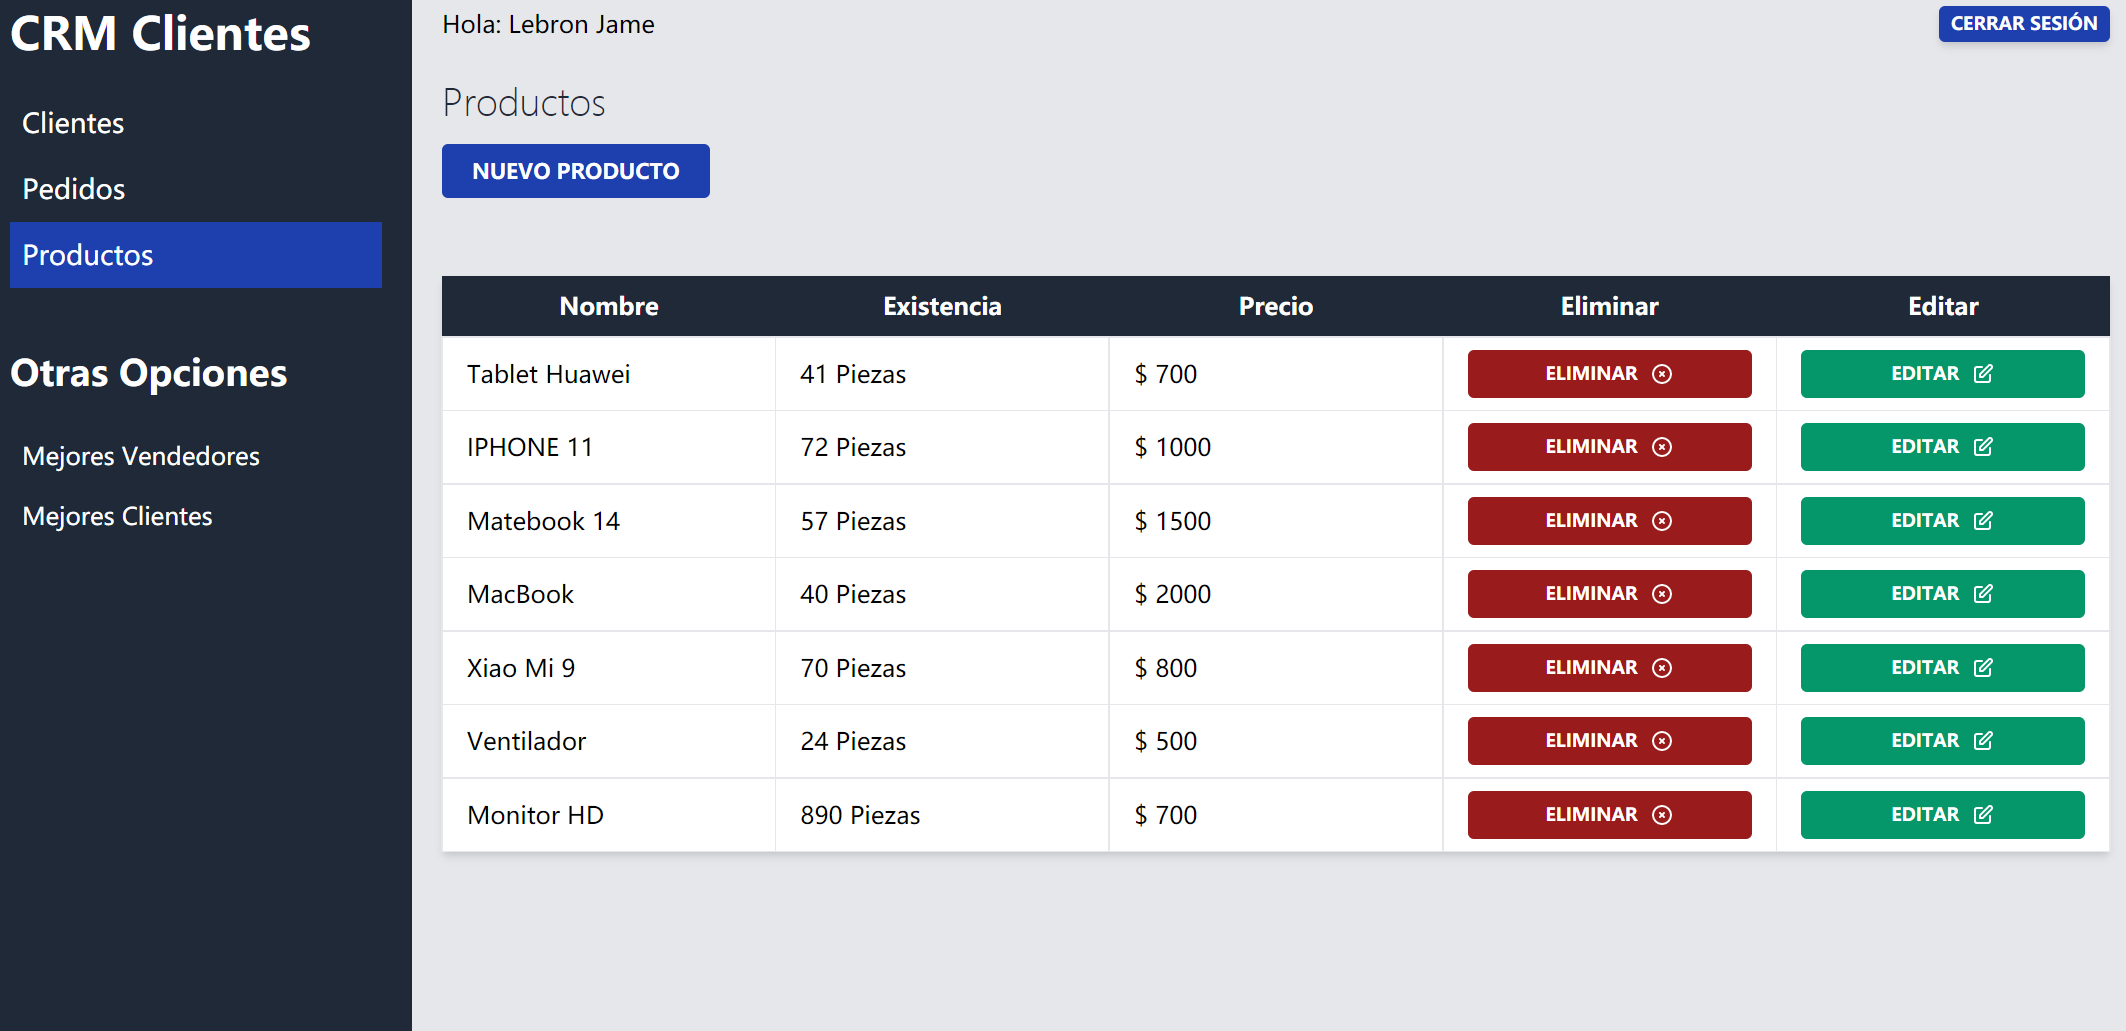 CRM Clientes
Clientes
Pedidos
Productos
Otras Opciones
Mejores Vendedores
Mejores Clientes
Hola: Lebron Jame
CERRAR SESIÓN
Productos
NUEVO PRODUCTO
Nombre Existencia Precio Eliminar Editar
Tablet Huawei 41 Piezas $ 700 ELIMINAR EDITAR
IPHONE 11 72 Piezas $ 1000 ELIMINAR EDITAR
Matebook 14 57 Piezas $ 1500 ELIMINAR EDITAR
MacBook 40 Piezas $ 2000 ELIMINAR EDITAR
Xiao Mi 9 70 Piezas $ 800 ELIMINAR EDITAR
Ventilador 24 Piezas $ 500 ELIMINAR EDITAR
Monitor HD 890 Piezas $ 700 ELIMINAR EDITAR